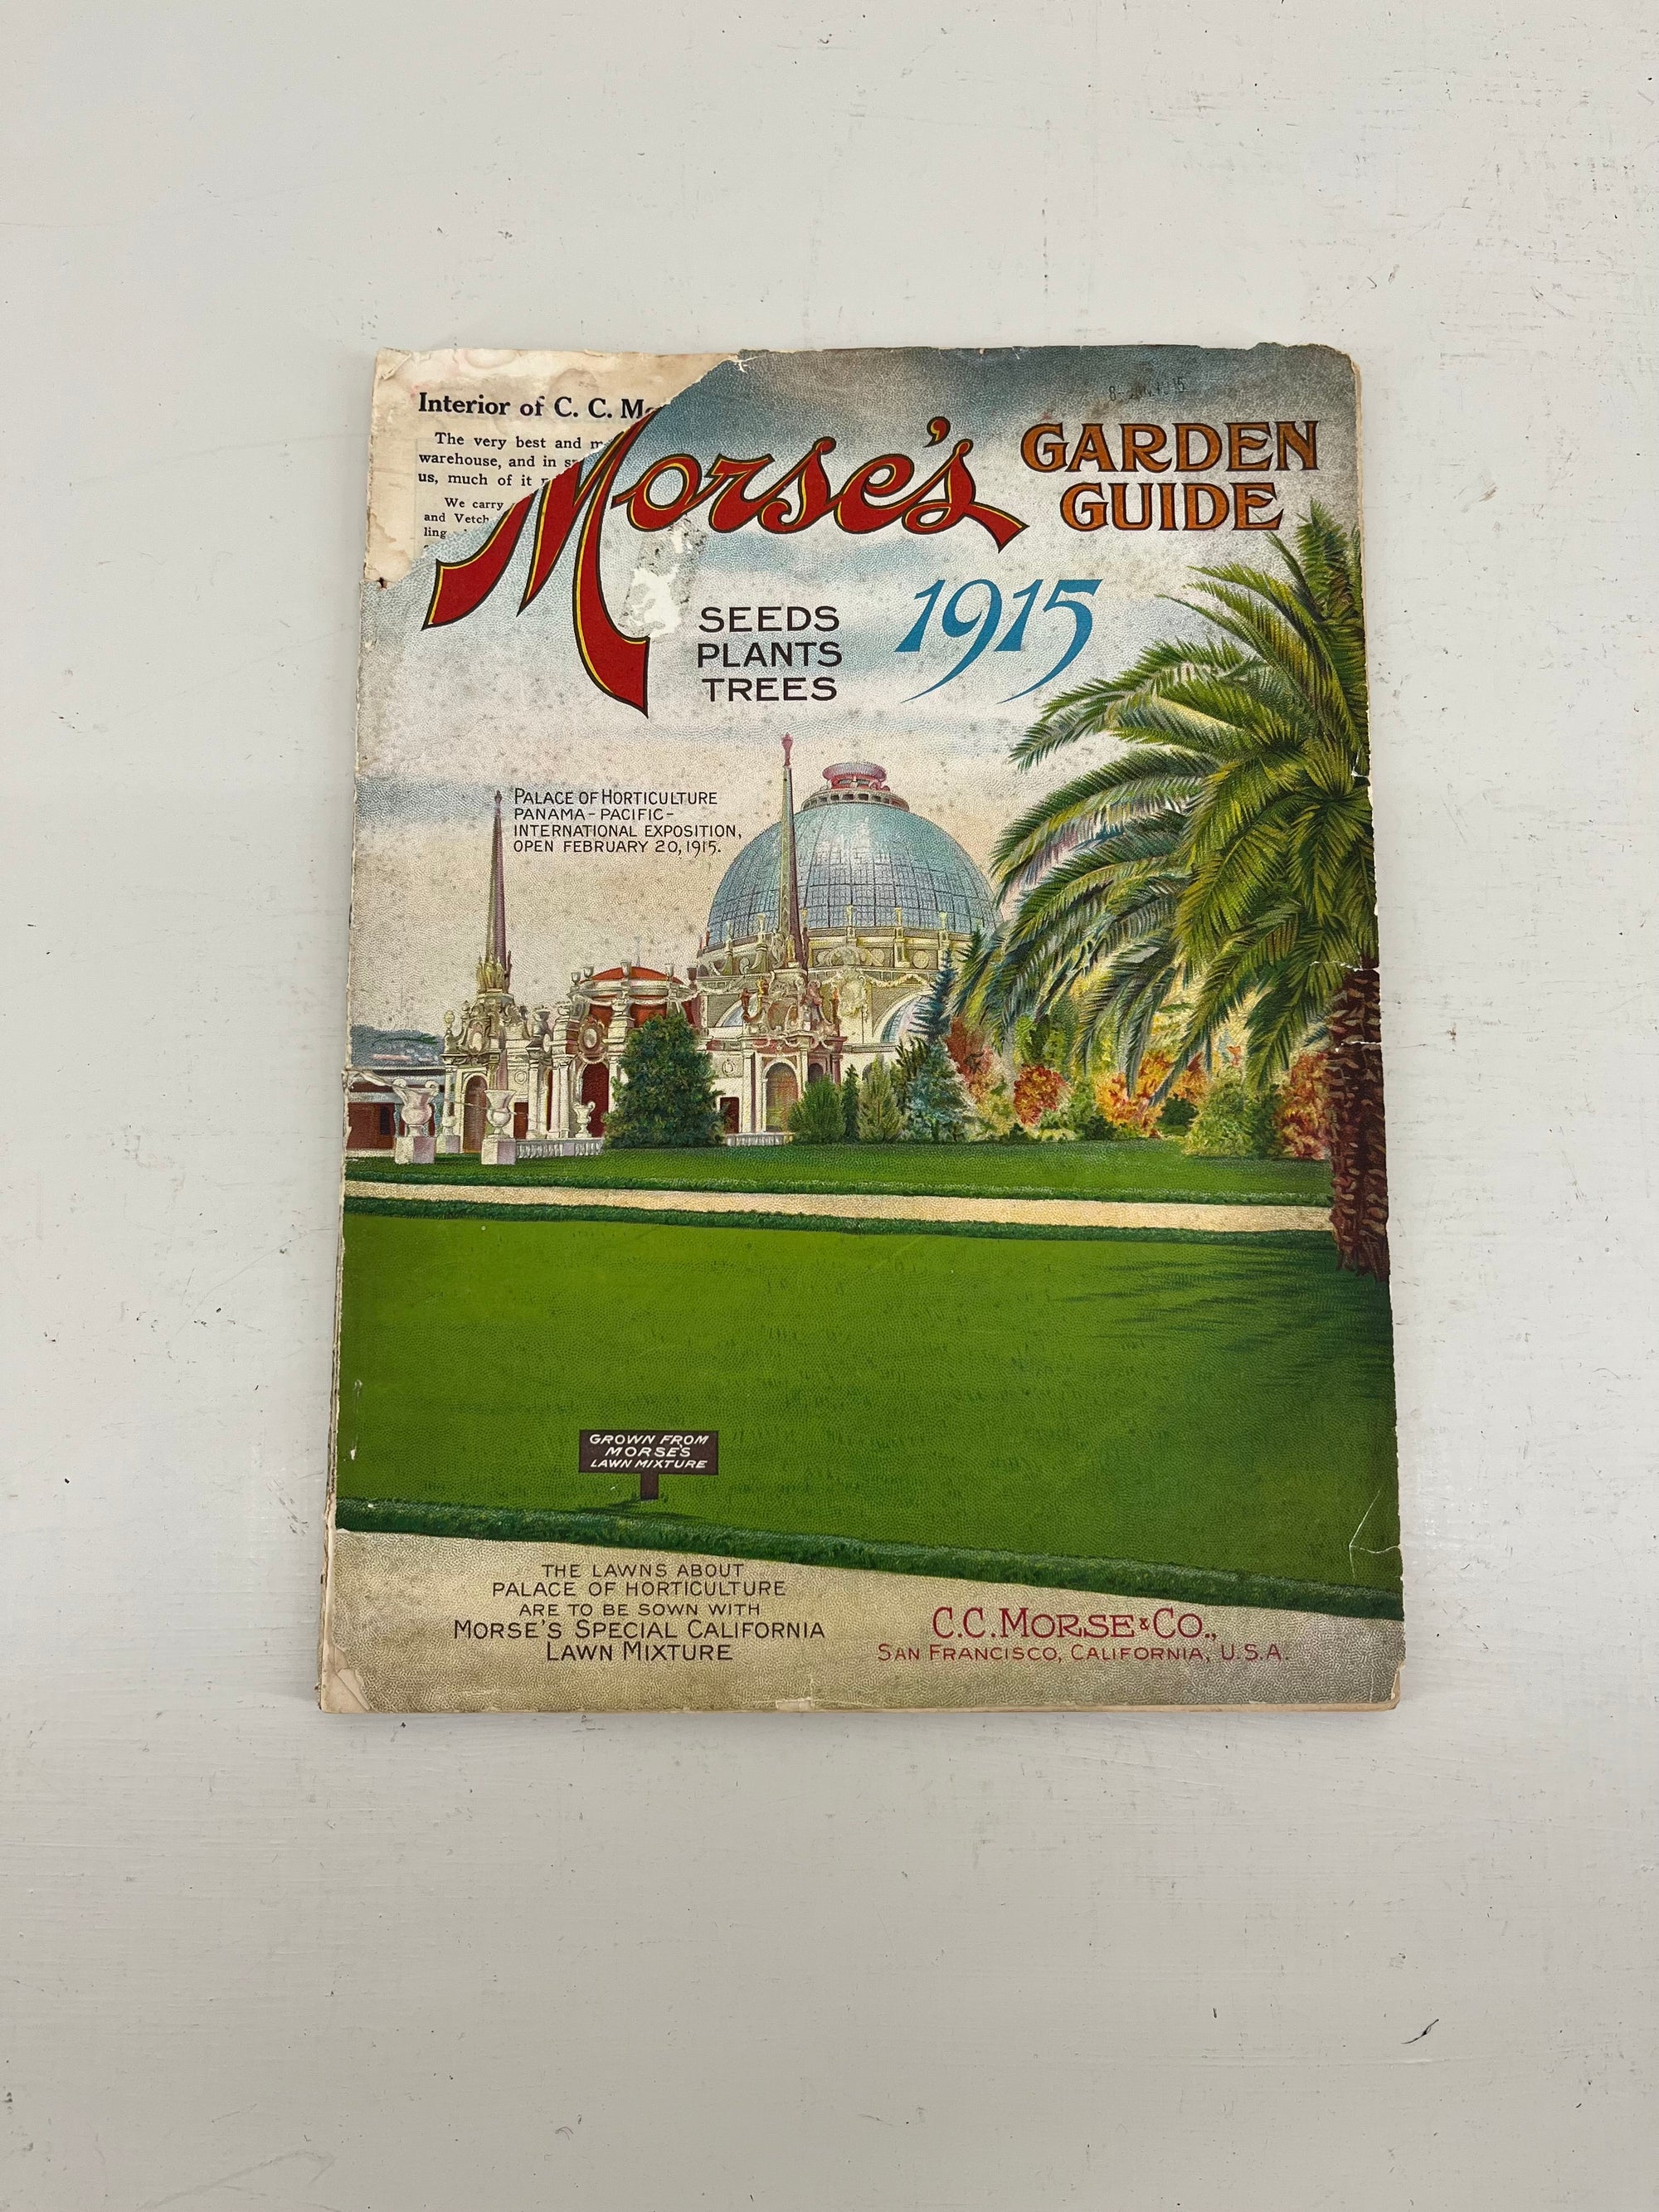 Interior of C. C.
The very best and
warehouse, and in
us, much of it
We carry
and Vetch
ling
Morse's GARDEN
GUIDE
1915
SEEDS
PLANTS
TREES
PALACE OF HORTICULTURE
PANAMA-PACIFIC-
INTERNATIONAL EXPOSITION,
OPEN FEBRUARY 20, 1915.
GROWN FROM
MORSE'S
LAWN MIXTURE
THE LAWNS ABOUT
PALACE OF HORTICULTURE
ARE TO BE SOWN WITH
MORSE'S SPECIAL CALIFORNIA
LAWN MIXTURE
C.C. MORSE & CO.,
SAN FRANCISCO, CALIFORNIA, U.S.A.